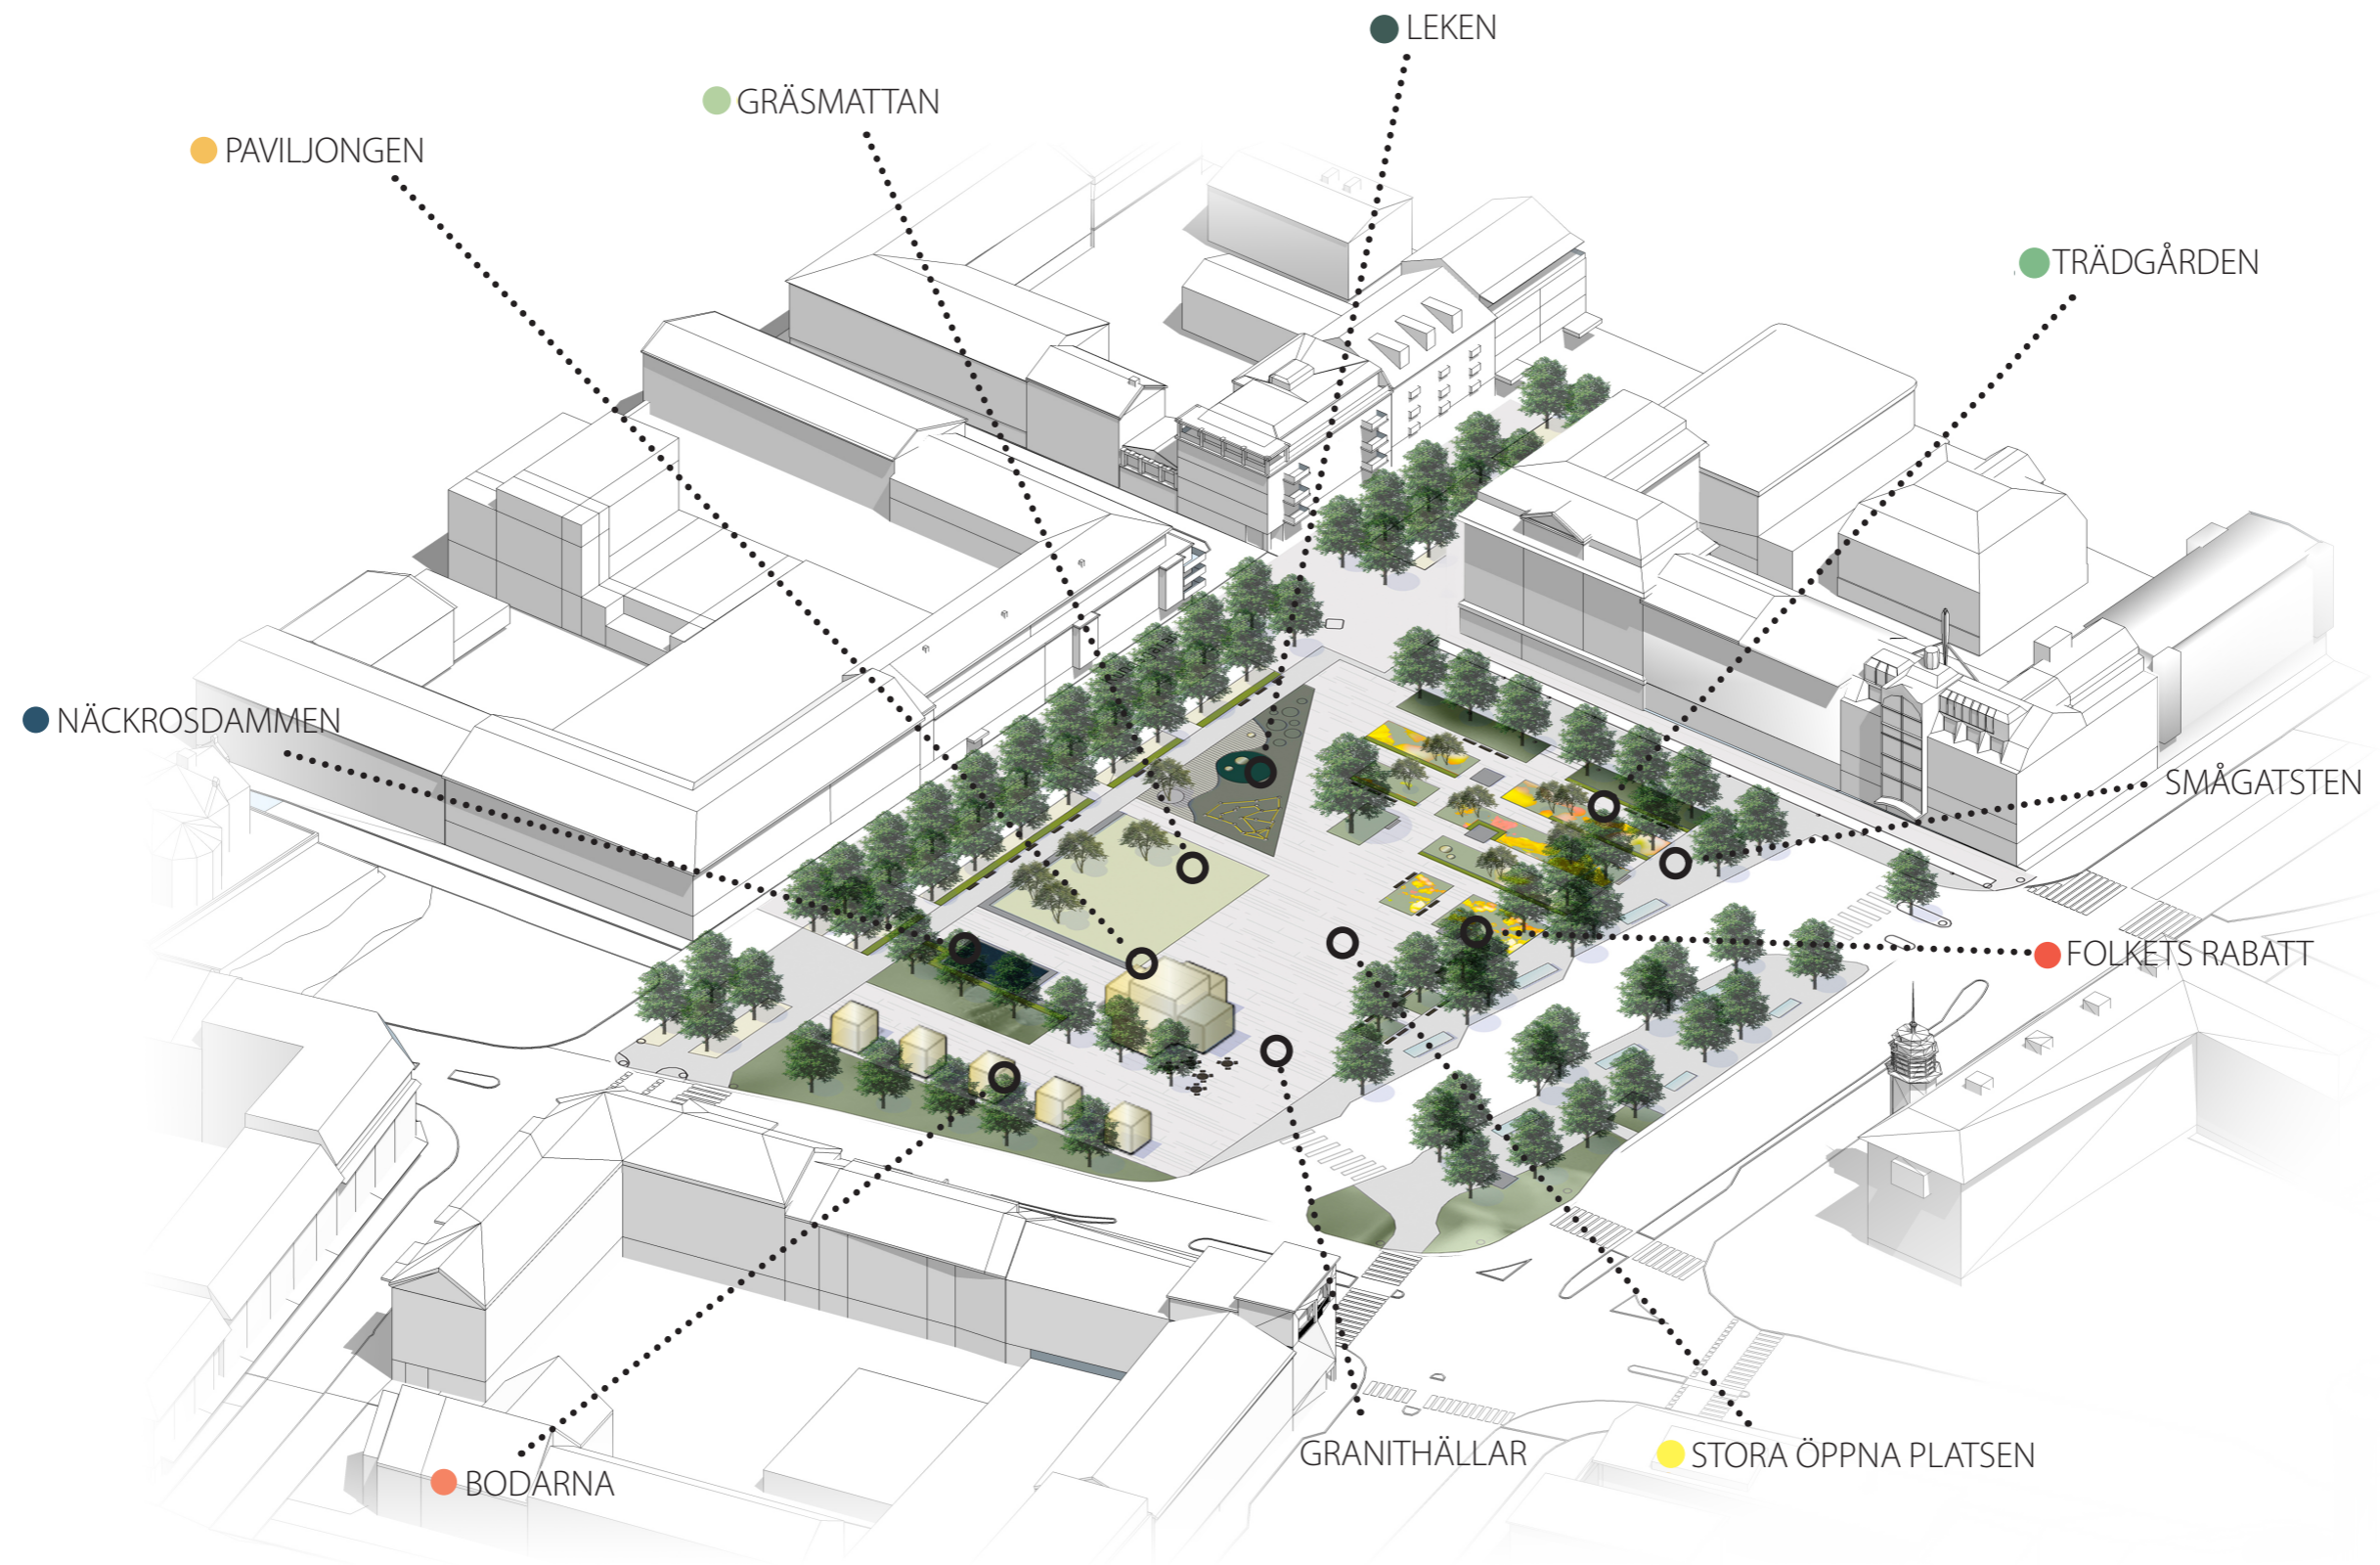 LEKEN
GRÄSMATTAN
PAVILJONGEN
TRÄDGÅRDEN
NÄCKROSDAMMEN
SMÅGATSTEN
FOLKETS RABATT
GRANITHÄLLAR
STORA ÖPPNA PLATSEN
BODARNA